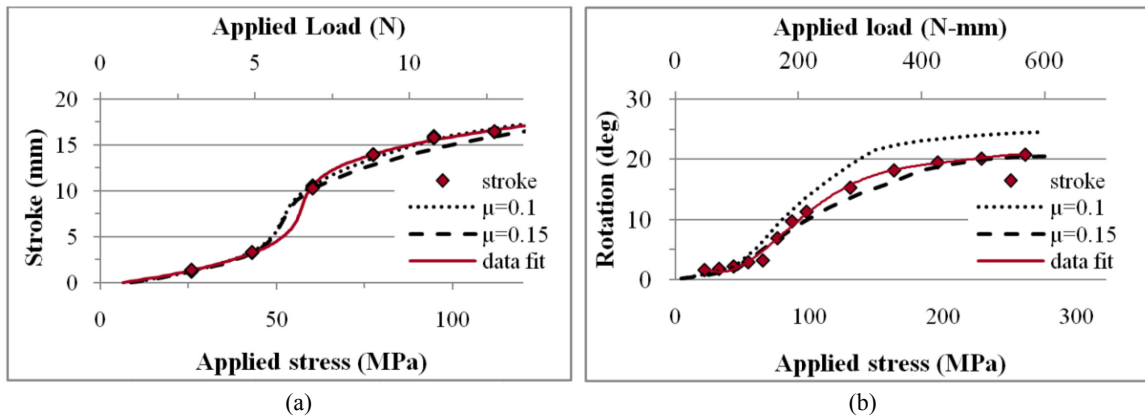 Applied Load (N)
0 5 10
Stroke (mm)
20
15
10
5
0
stroke
µ=0.1
µ=0.15
data fit
0 50 100
Applied stress (MPa)
(a)
Applied load (N-mm)
0 200 400 600
Rotation (deg)
30
20
10
0
stroke
µ=0.1
µ=0.15
data fit
0 100 200 300
Applied stress (MPa)
(b)